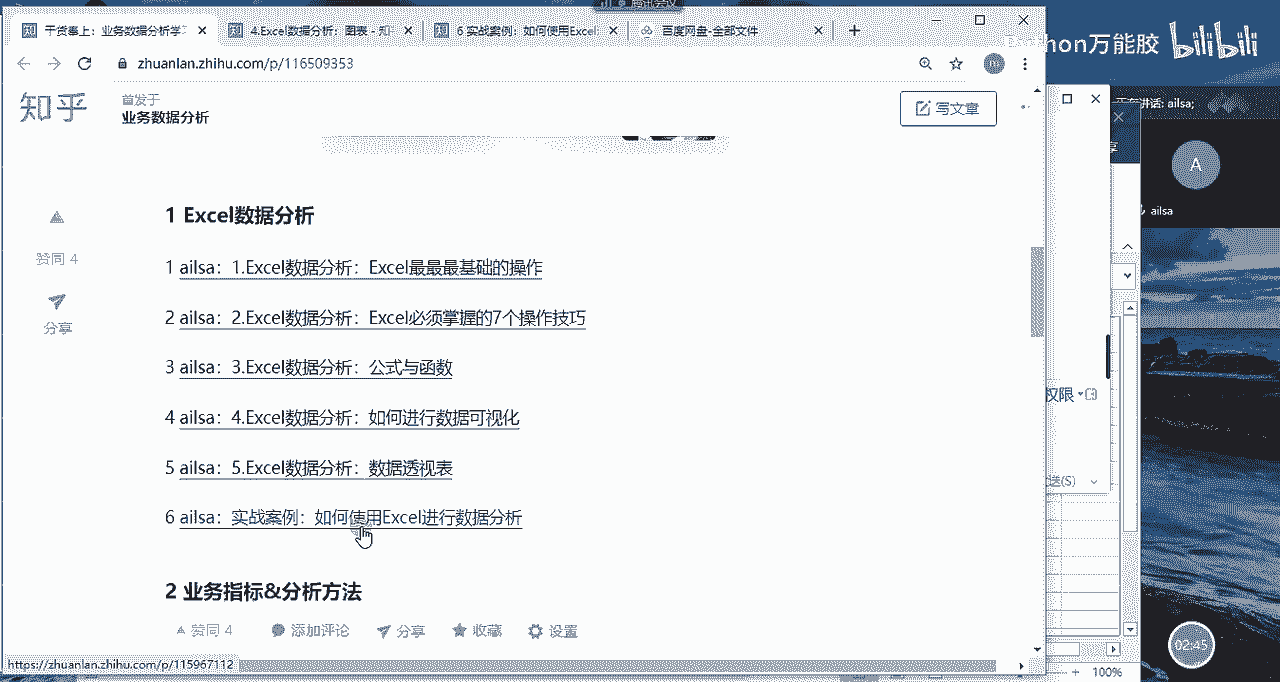 干货奉上：业务数据分析学习
4.Excel数据分析：图表 - 知
6 实战案例：如何使用Excel
百度网盘-全部文件
zhuanlan.zhihu.com/p/116509353
知乎
首发于
业务数据分析
写文章
thon万能胶 bilibili
正在讲话: ailsa;
A
ailsa
赞同 4
分享
1 Excel数据分析
1 ailsa：1.Excel数据分析：Excel最最最基础的操作
2 ailsa：2.Excel数据分析：Excel必须掌握的7个操作技巧
3 ailsa：3.Excel数据分析：公式与函数
4 ailsa：4.Excel数据分析：如何进行数据可视化
5 ailsa：5.Excel数据分析：数据透视表
6 ailsa：实战案例：如何使用Excel进行数据分析
2 业务指标&分析方法
赞同 4 添加评论 分享 收藏 设置
权限
送(S)
02:45
https://zhuanlan.zhihu.com/p/115967112
100%